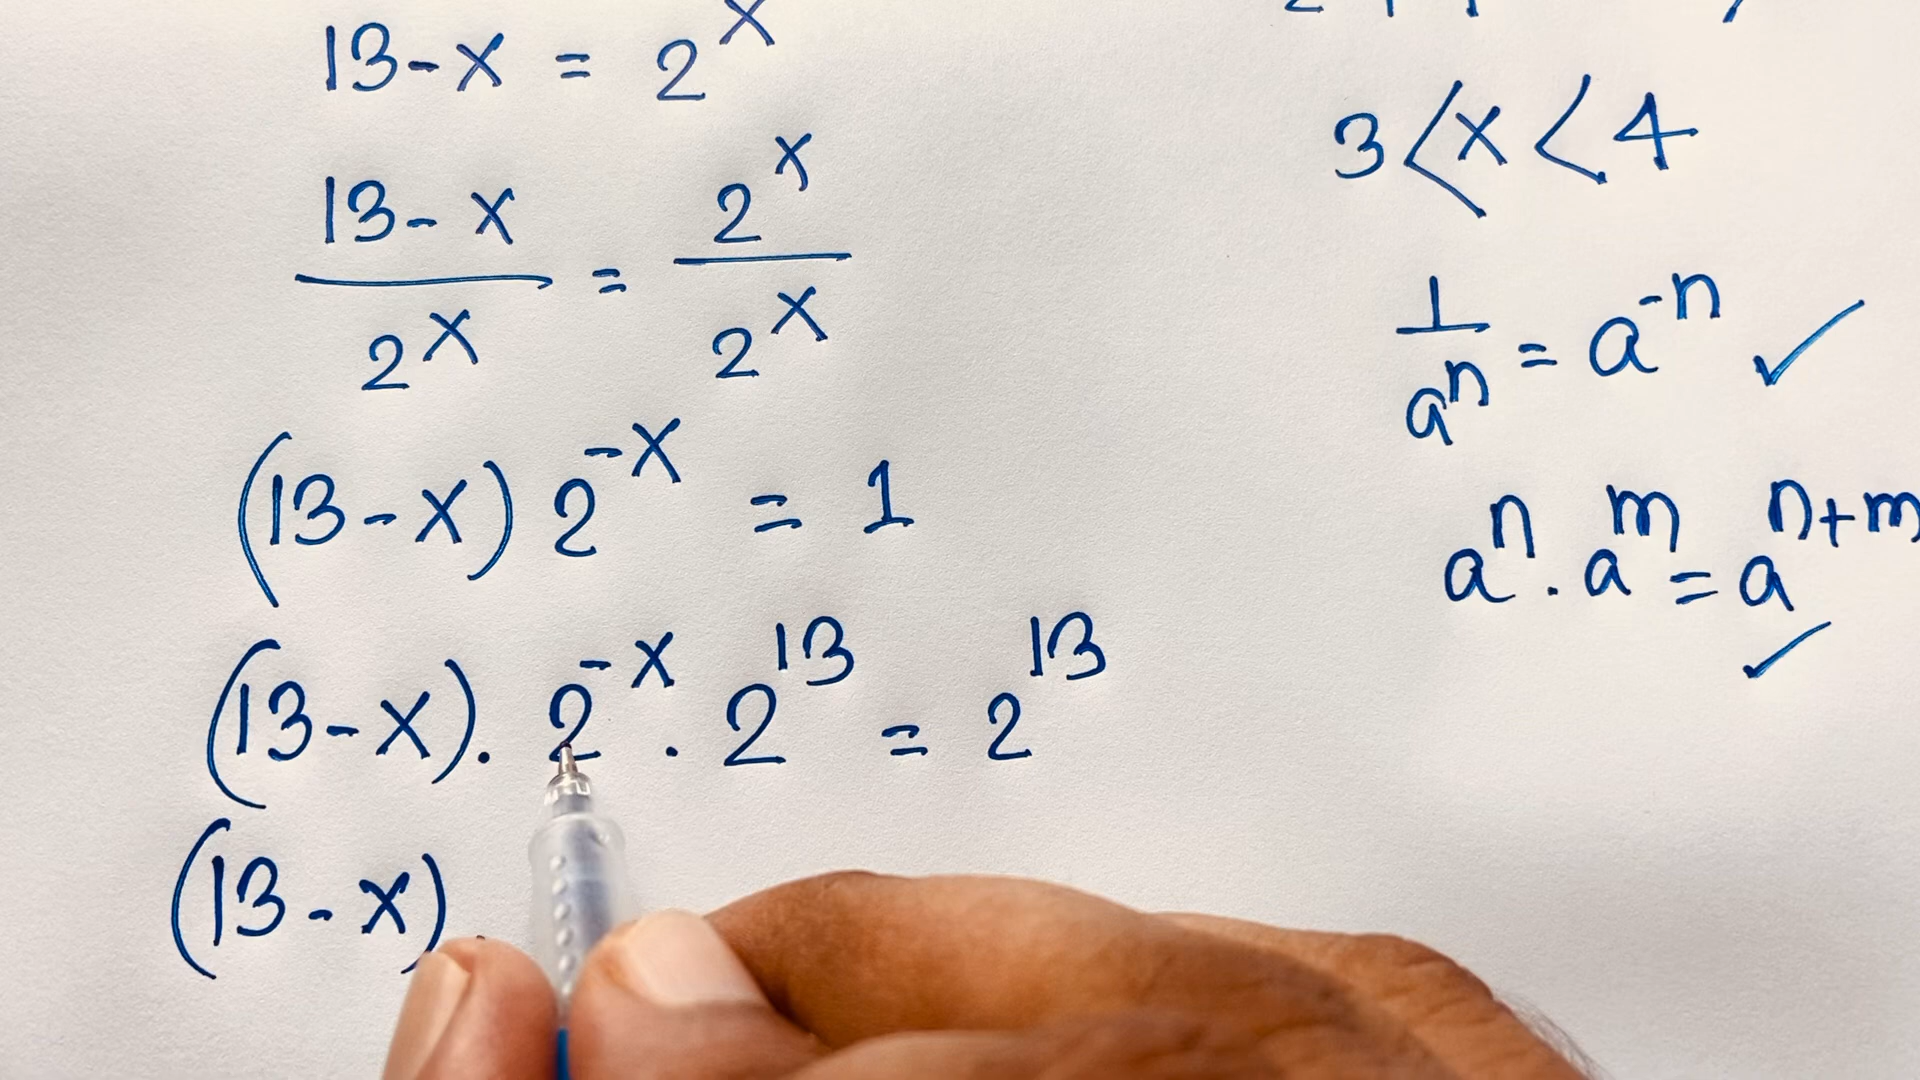 13-x = 2^x
(13-x)/(2^x) = (2^x)/(2^x)
(13-x) 2^-x = 1
(13-x). 2^-x . 2^13 = 2^13
(13-x).
3<x<4
1/(a^n) = a^-n ✓
a^n . a^m = a^n+m
✓